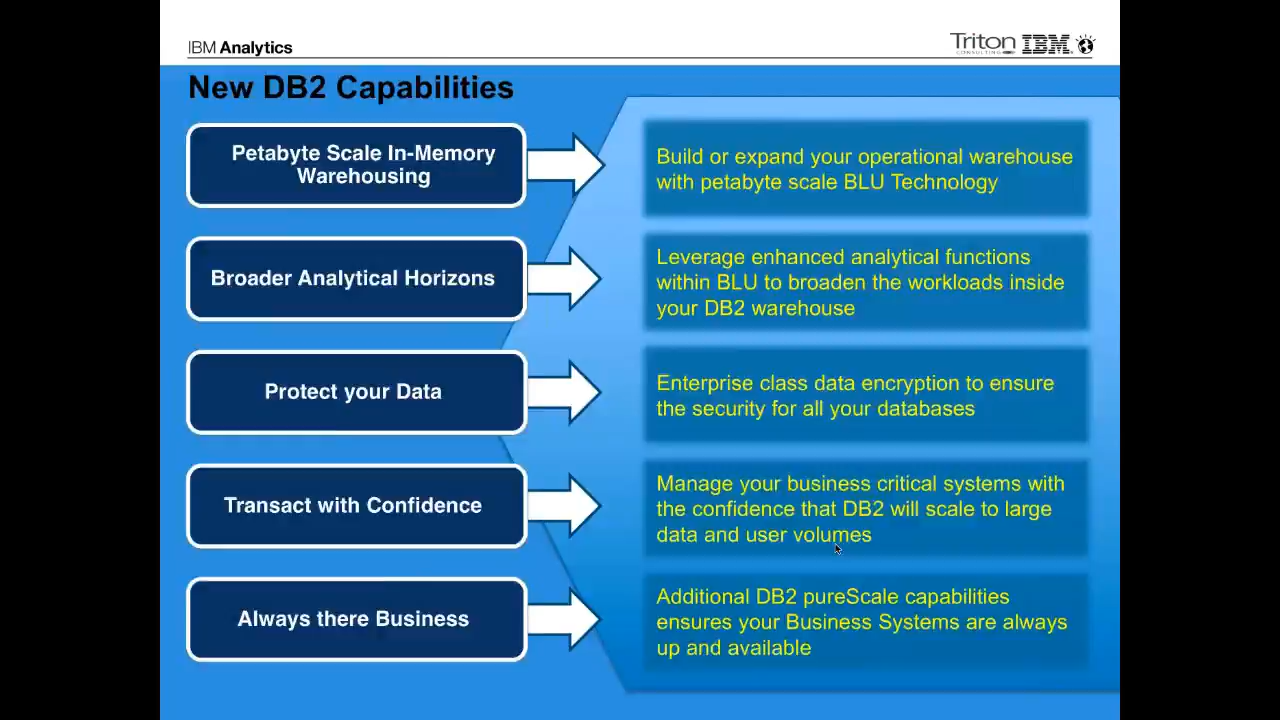 IBM Analytics
Triton IBM
CONSULTING
New DB2 Capabilities
Petabyte Scale In-Memory
Warehousing
Build or expand your operational warehouse
with petabyte scale BLU Technology
Broader Analytical Horizons
Leverage enhanced analytical functions
within BLU to broaden the workloads inside
your DB2 warehouse
Protect your Data
Enterprise class data encryption to ensure
the security for all your databases
Transact with Confidence
Manage your business critical systems with
the confidence that DB2 will scale to large
data and user volumes
Always there Business
Additional DB2 pureScale capabilities
ensures your Business Systems are always
up and available